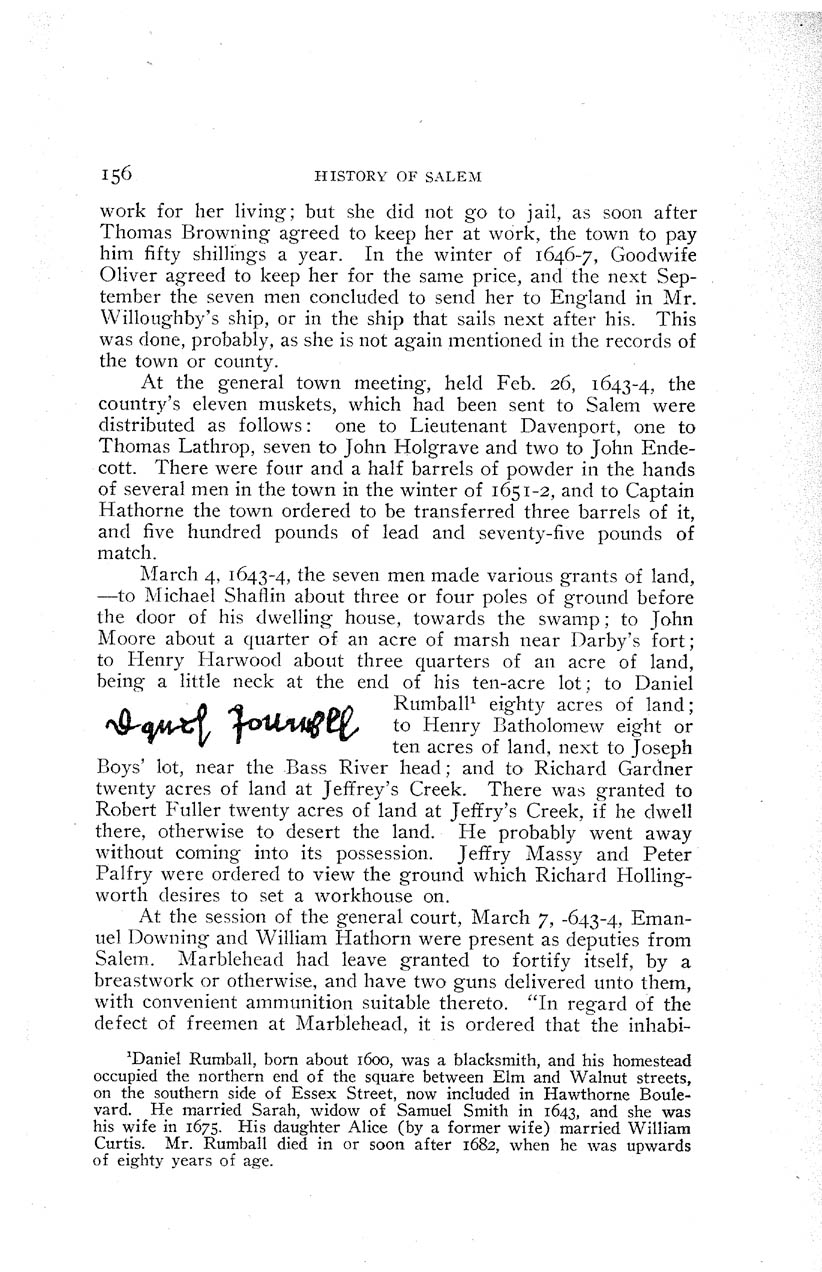 156 HISTORY OF SALEM
work for her living; but she did not go to jail, as soon after
Thomas Browning agreed to keep her at work, the town to pay
him fifty shillings a year. In the winter of 1646-7, Goodwife
Oliver agreed to keep her for the same price, and the next Sep-
tember the seven men concluded to send her to England in Mr.
Willoughby's ship, or in the ship that sails next after his. This
was done, probably, as she is not again mentioned in the records of
the town or county.
At the general town meeting, held Feb. 26, 1643-4, the
country's eleven muskets, which had been sent to Salem were
distributed as follows: one to Lieutenant Davenport, one to
Thomas Lathrop, seven to John Holgrave and two to John Ende-
cott. There were four and a half barrels of powder in the hands
of several men in the town in the winter of 1651-2, and to Captain
Hathorne the town ordered to be transferred three barrels of it,
and five hundred pounds of lead and seventy-five pounds of
match.
March 4, 1643-4, the seven men made various grants of land,
—to Michael Shaflin about three or four poles of ground before
the door of his dwelling house, towards the swamp; to John
Moore about a quarter of an acre of marsh near Darby's fort;
to Henry Harwood about three quarters of an acre of land,
being a little neck at the end of his ten-acre lot; to Daniel
Rumball¹ eighty acres of land;
to Henry Batholomew eight or
ten acres of land, next to Joseph
Boys' lot, near the Bass River head; and to Richard Gardner
twenty acres of land at Jeffrey's Creek. There was granted to
Robert Fuller twenty acres of land at Jeffry's Creek, if he dwell
there, otherwise to desert the land. He probably went away
without coming into its possession. Jeffry Massy and Peter
Palfry were ordered to view the ground which Richard Holling-
worth desires to set a workhouse on.
At the session of the general court, March 7, -643-4, Eman-
uel Downing and William Hathorn were present as deputies from
Salem. Marblehead had leave granted to fortify itself, by a
breastwork or otherwise, and have two guns delivered unto them,
with convenient ammunition suitable thereto. "In regard of the
defect of freemen at Marblehead, it is ordered that the inhabi-
¹Daniel Rumball, born about 1600, was a blacksmith, and his homestead
occupied the northern end of the square between Elm and Walnut streets,
on the southern side of Essex Street, now included in Hawthorne Boule-
vard. He married Sarah, widow of Samuel Smith in 1643, and she was
his wife in 1675. His daughter Alice (by a former wife) married William
Curtis. Mr. Rumball died in or soon after 1682, when he was upwards
of eighty years of age.